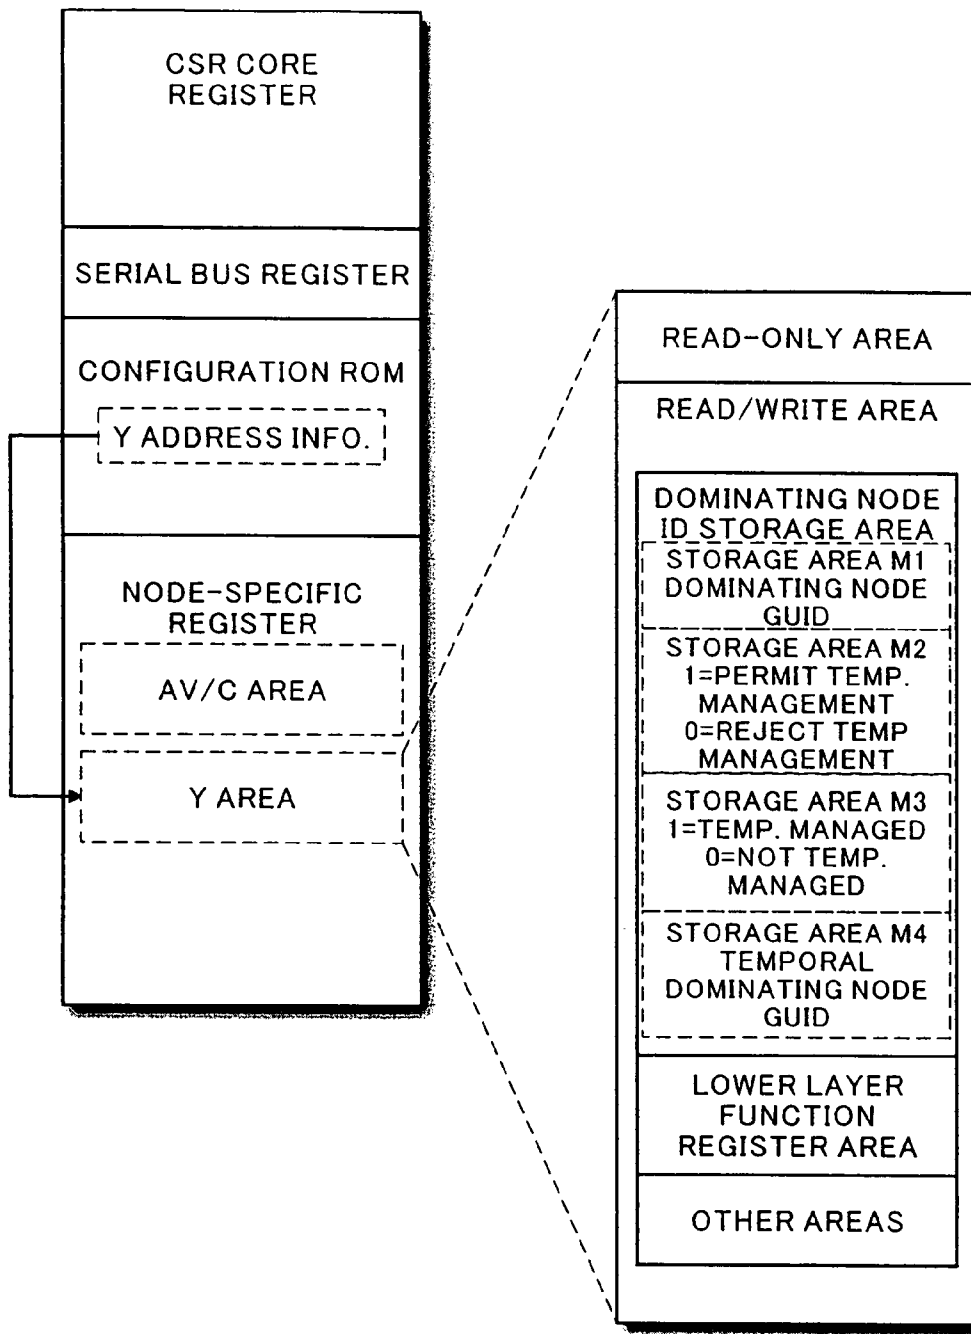 CSR CORE
REGISTER
SERIAL BUS REGISTER
CONFIGURATION ROM
Y ADDRESS INFO.
NODE-SPECIFIC
REGISTER
AV/C AREA
Y AREA
READ-ONLY AREA
READ/WRITE AREA
DOMINATING NODE
ID STORAGE AREA
STORAGE AREA M1
DOMINATING NODE
GUID
STORAGE AREA M2
1=PERMIT TEMP.
MANAGEMENT
0=REJECT TEMP
MANAGEMENT
STORAGE AREA M3
1=TEMP. MANAGED
0=NOT TEMP.
MANAGED
STORAGE AREA M4
TEMPORAL
DOMINATING NODE
GUID
LOWER LAYER
FUNCTION
REGISTER AREA
OTHER AREAS